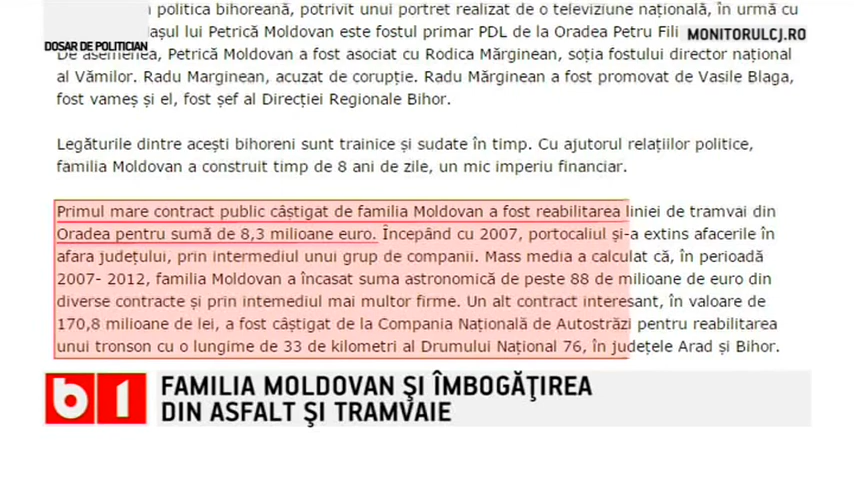 politica bihoreană, potrivit unui portret realizat de o televiziune națională, în urmă cu
DOSAR DE POLITICIAN
lui Petrică Moldovan este fostul primar PDL de la Oradea Petru
MONITORULCJ.RO
De asemenea, Petrică Moldovan a fost asociat cu Rodica Mărginean, soția fostului director național
al Vămilor. Radu Marginean, acuzat de corupție. Radu Mărginean a fost promovat de Vasile Blaga,
fost vameș și el, fost șef al Direcției Regionale Bihor.
Legăturile dintre acești bihoreni sunt trainice și sudate în timp. Cu ajutorul relațiilor politice,
familia Moldovan a construit timp de 8 ani de zile, un mic imperiu financiar.
Primul mare contract public câștigat de familia Moldovan a fost reabilitarea liniei de tramvai din
Oradea pentru sumă de 8,3 milioane euro. Începând cu 2007, portocaliul și-a extins afacerile în
afara județului, prin intermediul unui grup de companii. Mass media a calculat că, în perioadă
2007- 2012, familia Moldovan a încasat suma astronomică de peste 88 de milioane de euro din
diverse contracte și prin intemediul mai multor firme. Un alt contract interesant, în valoare de
170,8 milioane de lei, a fost câștigat de la Compania Națională de Autostrăzi pentru reabilitarea
unui tronson cu o lungime de 33 de kilometri al Drumului Național 76, în județele Arad și Bihor.
b1
FAMILIA MOLDOVAN ŞI ÎMBOGĂŢIREA
DIN ASFALT ŞI TRAMVAIE